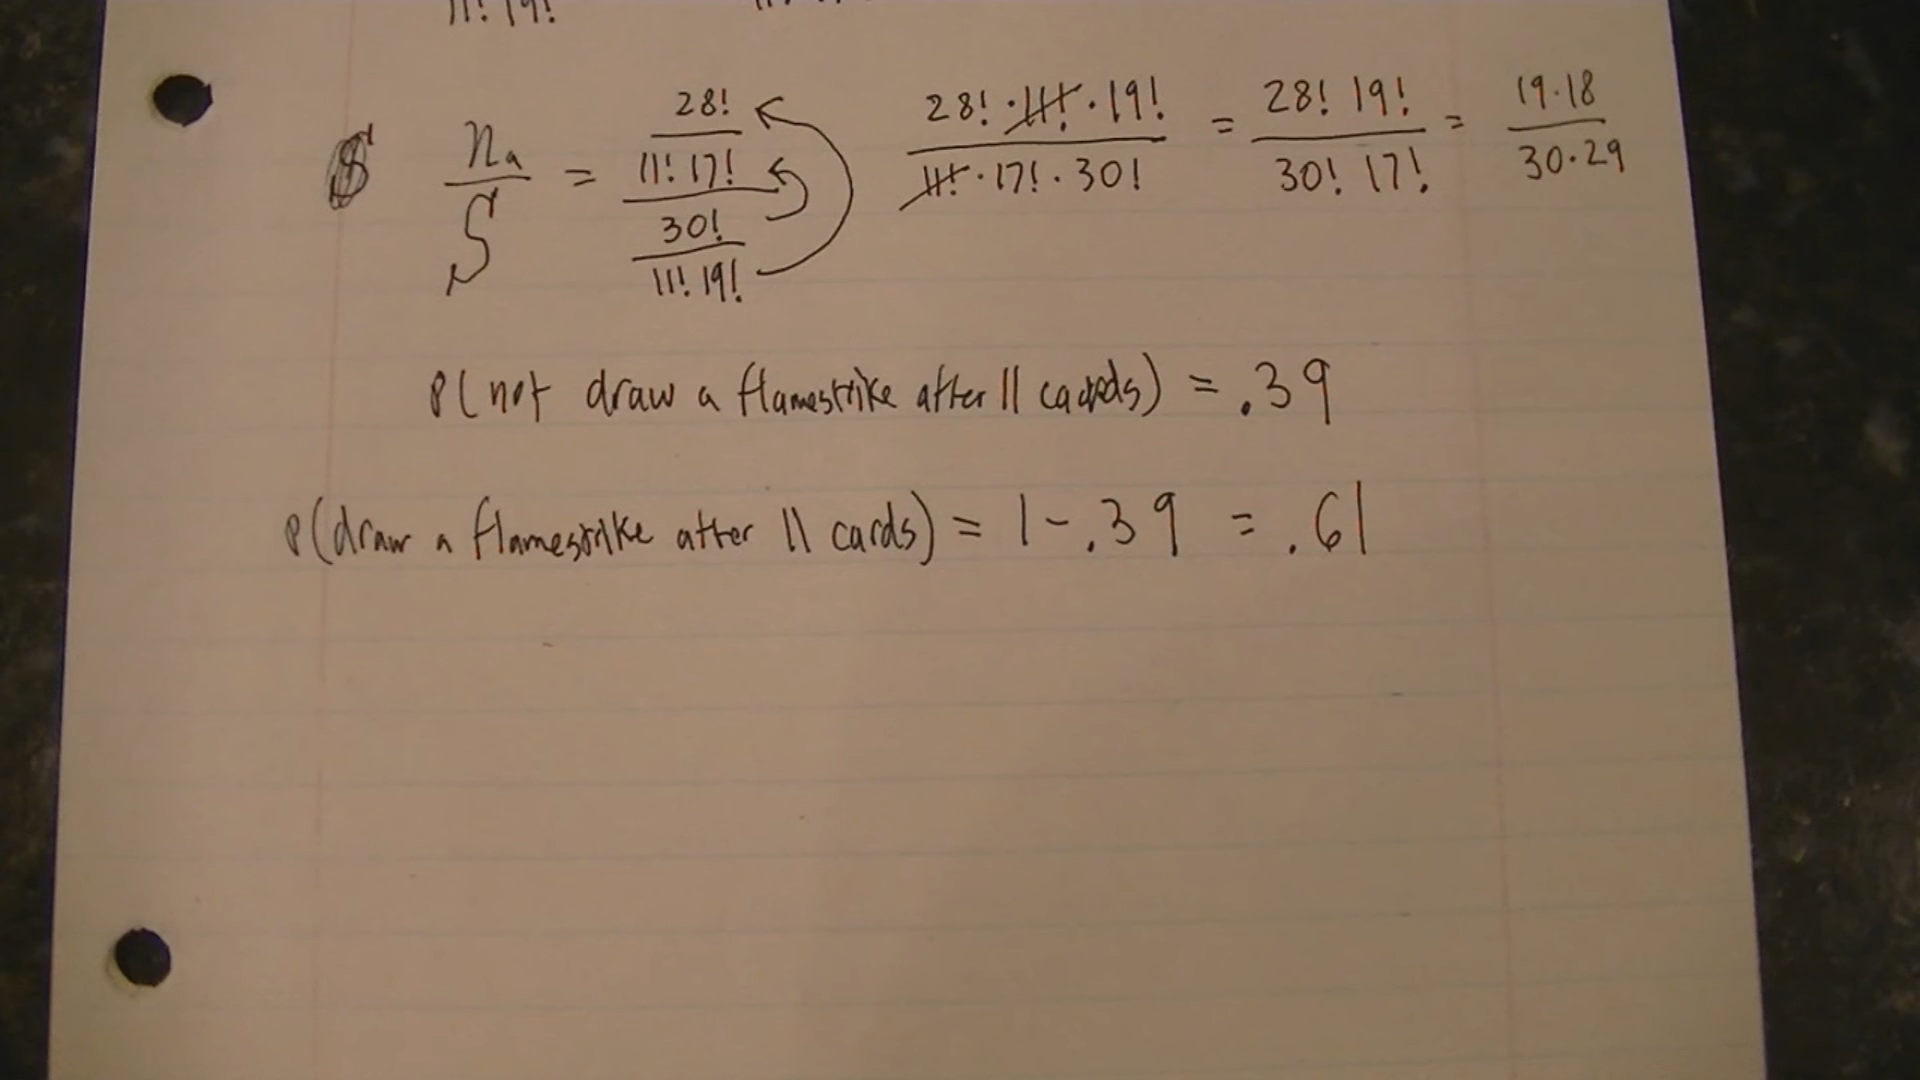 11! 19!
n_a / S = (28! / 11! 17!) / (30! / 11! 19!) 28! · 11! · 19! / 11! · 17! · 30! = 28! 19! / 30! 17! = 19·18 / 30·29
P(not draw a flamestrike after 11 cards) = .39
P(draw a flamestrike after 11 cards) = 1 - .39 = .61